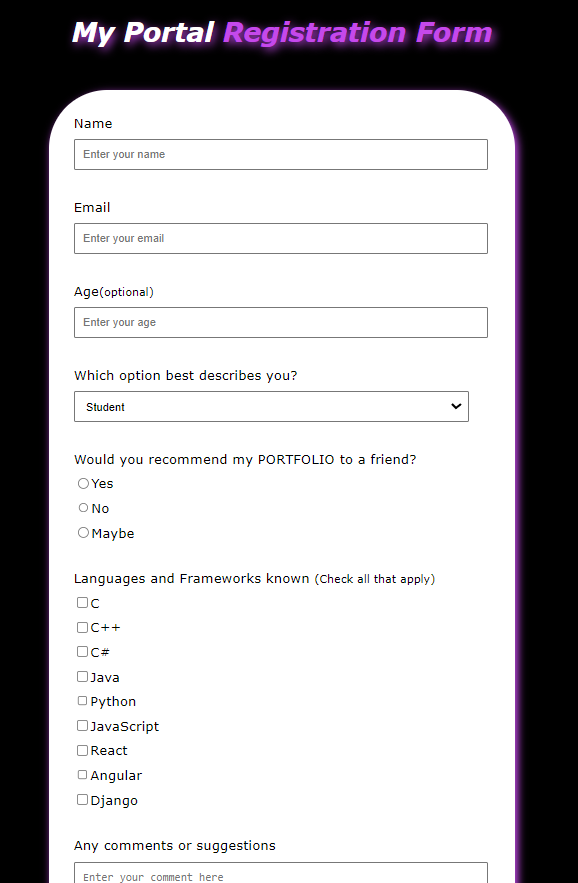 My Portal Registration Form
Name
Enter your name
Email
Enter your email
Age(optional)
Enter your age
Which option best describes you?
Student
Would you recommend my PORTFOLIO to a friend?
Yes
No
Maybe
Languages and Frameworks known (Check all that apply)
C
C++
C#
Java
Python
JavaScript
React
Angular
Django
Any comments or suggestions
Enter your comment here